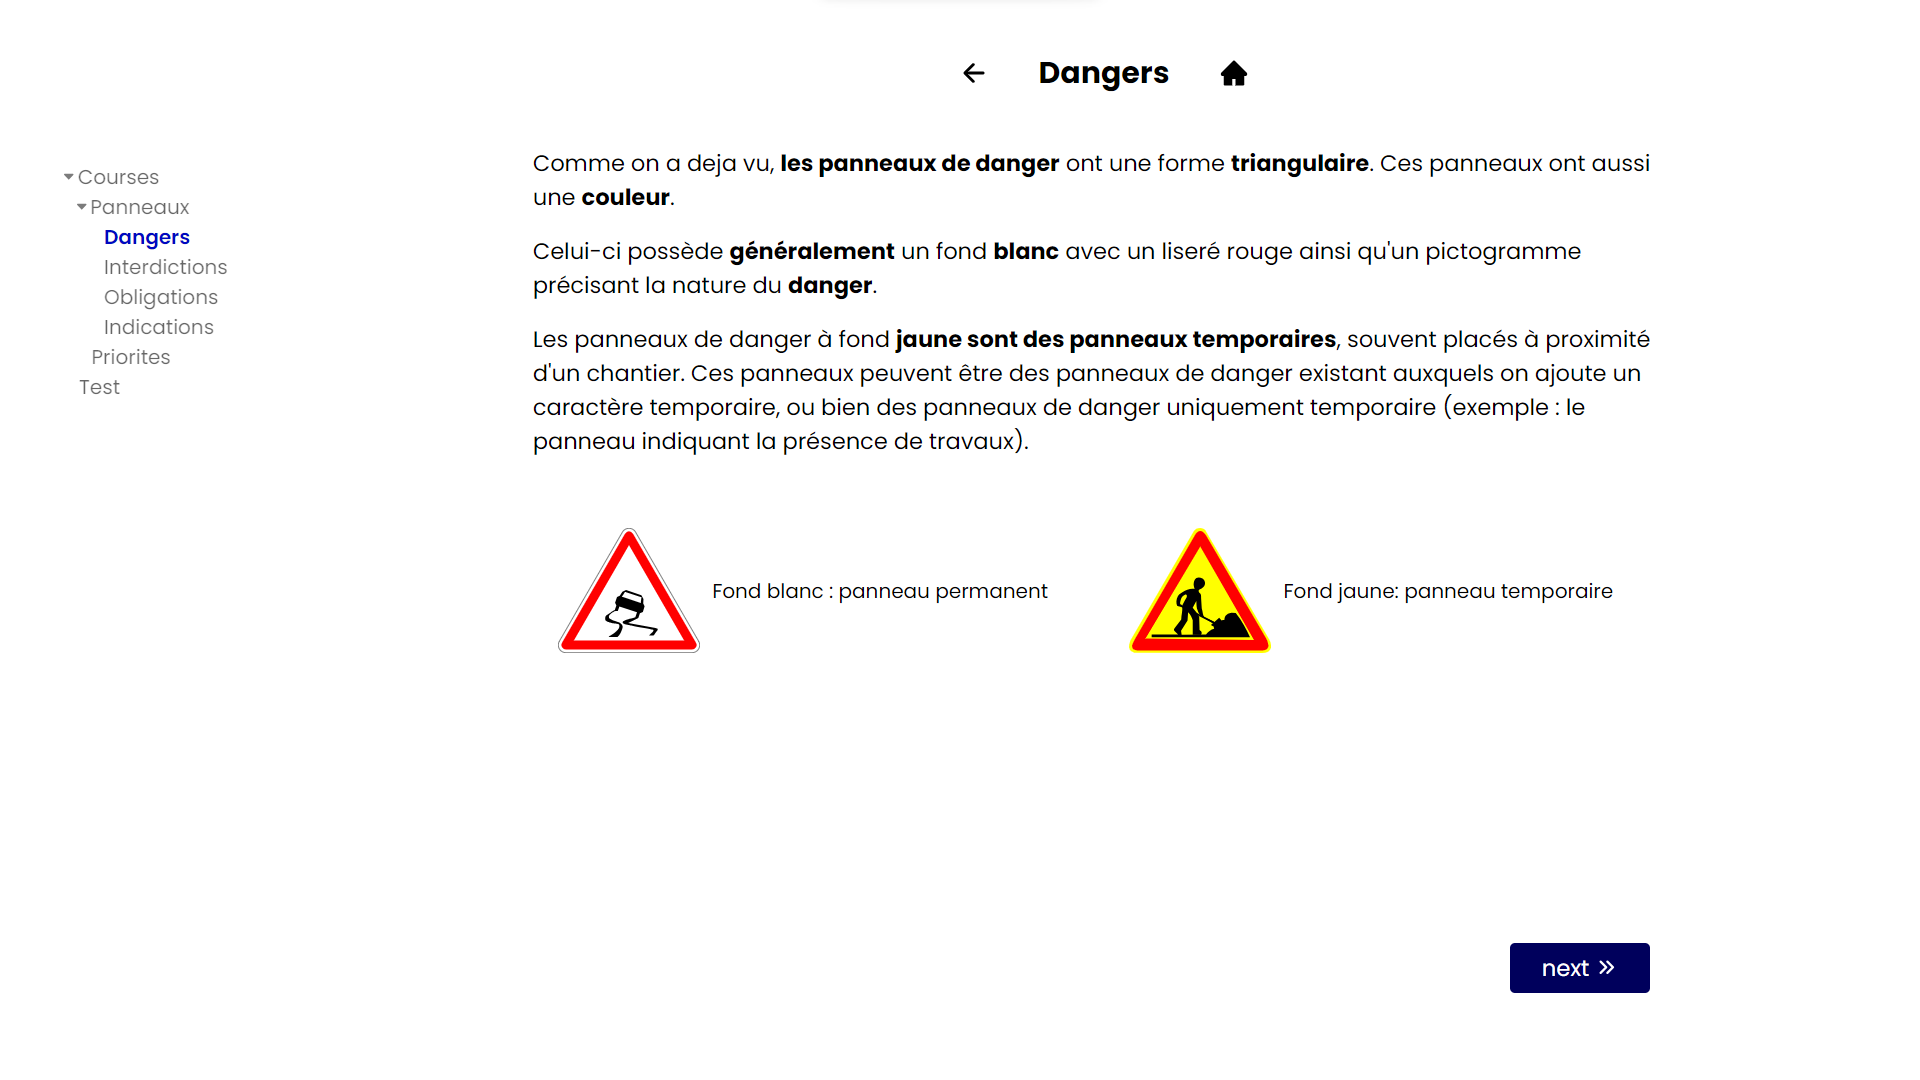 Dangers
Courses
Panneaux
Dangers
Interdictions
Obligations
Indications
Priorites
Test
Comme on a deja vu, les panneaux de danger ont une forme triangulaire. Ces panneaux ont aussi
une couleur.
Celui-ci possède généralement un fond blanc avec un liseré rouge ainsi qu'un pictogramme
précisant la nature du danger.
Les panneaux de danger à fond jaune sont des panneaux temporaires, souvent placés à proximité
d'un chantier. Ces panneaux peuvent être des panneaux de danger existant auxquels on ajoute un
caractère temporaire, ou bien des panneaux de danger uniquement temporaire (exemple : le
panneau indiquant la présence de travaux).
Fond blanc : panneau permanent
Fond jaune: panneau temporaire
next »